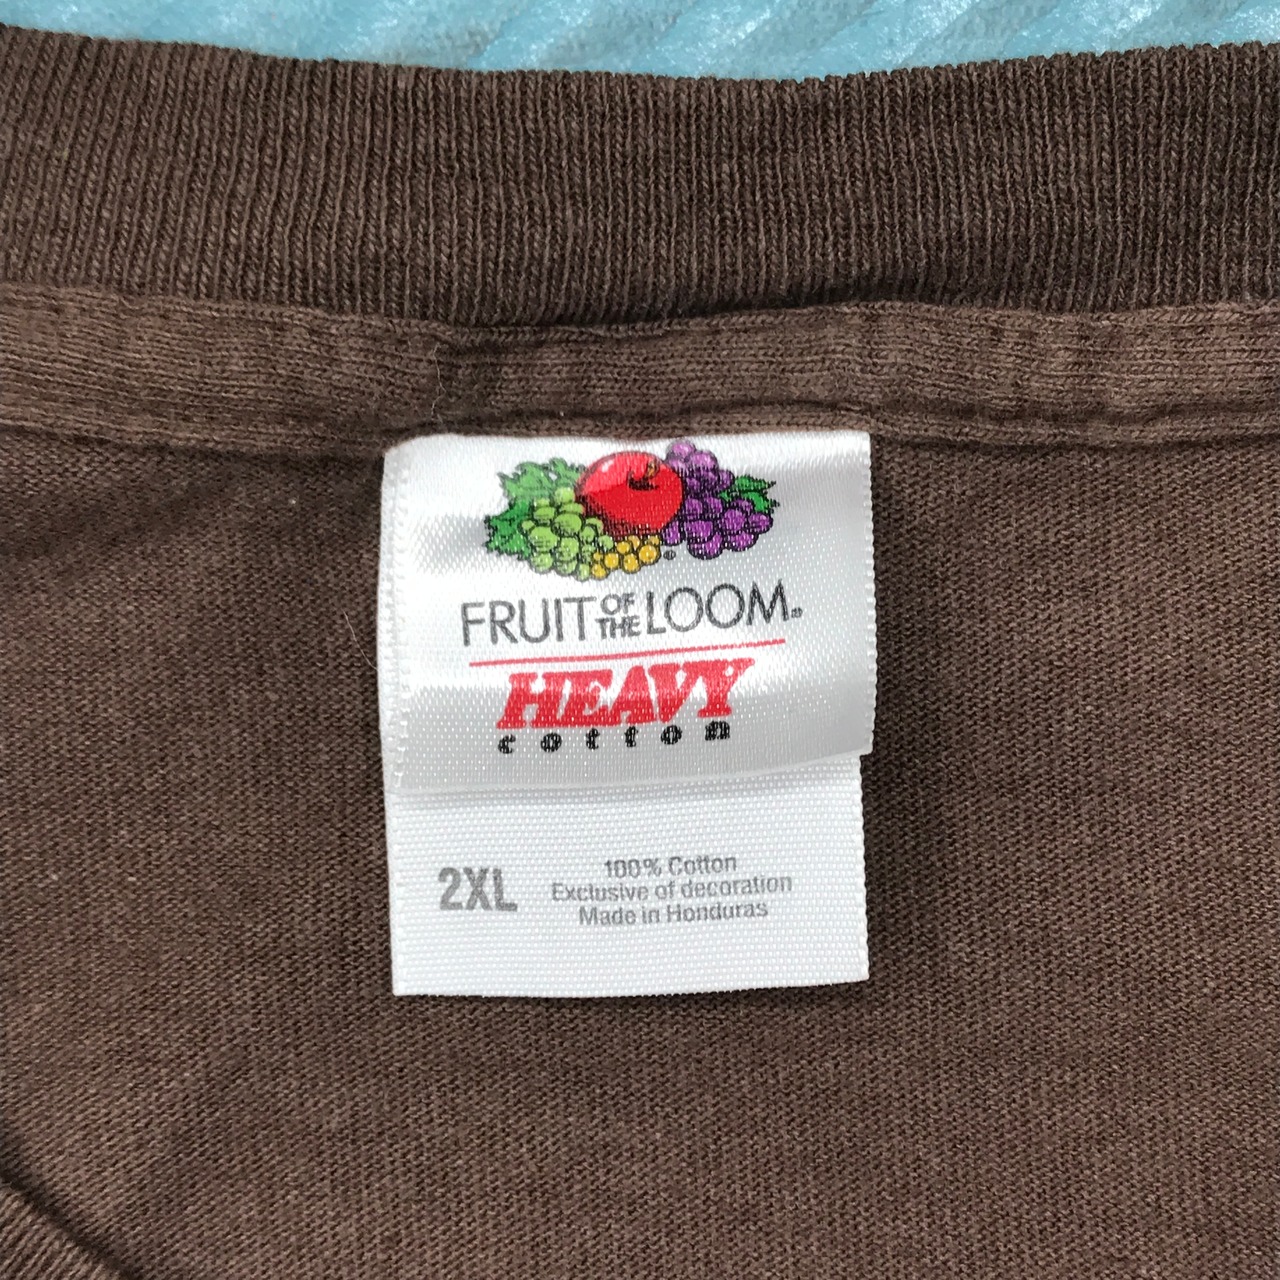 FRUIT OF THE LOOM®
HEAVY
cotton
2XL
100% Cotton
Exclusive of decoration
Made in Honduras